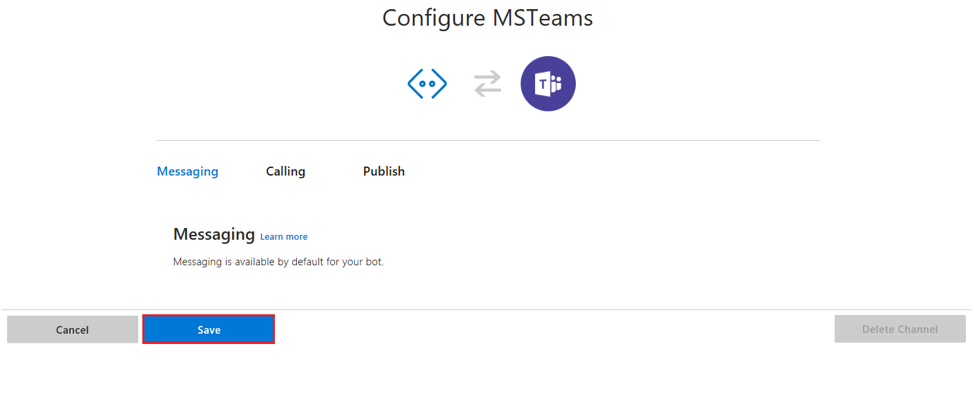 Configure MSTeams
T
Messaging Calling Publish
Messaging Learn more
Messaging is available by default for your bot.
Cancel Save Delete Channel